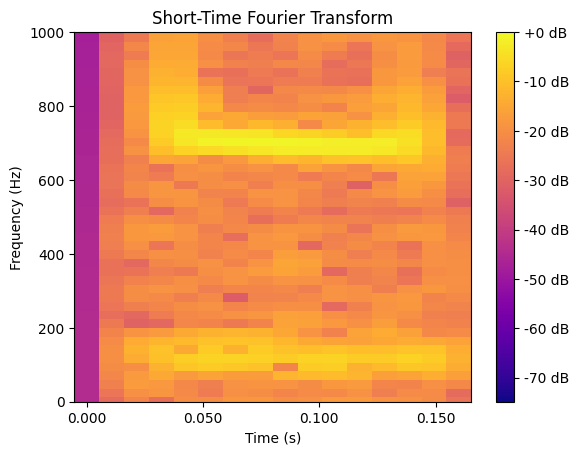 Short-Time Fourier Transform
1000
800
600
400
200
0
Frequency (Hz)
0.000
0.050
0.100
0.150
Time (s)
+0 dB
-10 dB
-20 dB
-30 dB
-40 dB
-50 dB
-60 dB
-70 dB